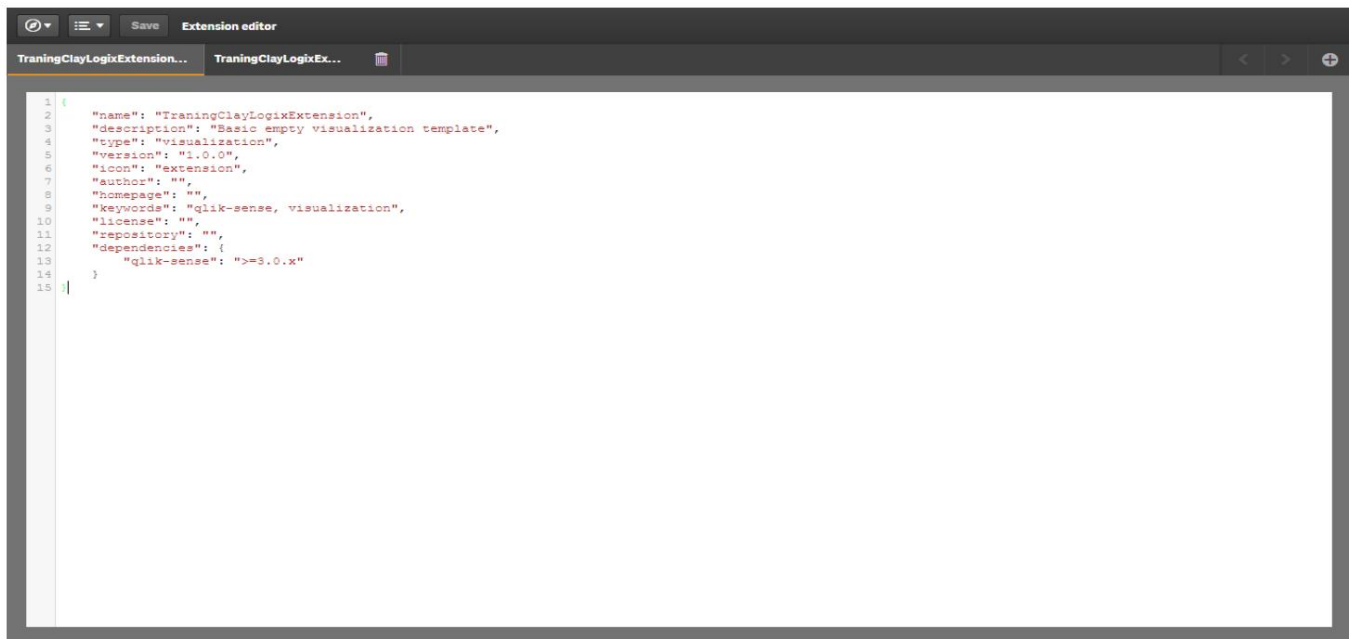 Save Extension editor
TraningClayLogixExtension... TraningClayLogixEx...
1 {
2 "name": "TraningClayLogixExtension",
3 "description": "Basic empty visualization template",
4 "type": "visualization",
5 "version": "1.0.0",
6 "icon": "extension",
7 "author": "",
8 "homepage": "",
9 "keywords": "qlik-sense, visualization",
10 "license": "",
11 "repository": "",
12 "dependencies": {
13 "qlik-sense": ">=3.0.x"
14 }
15 }